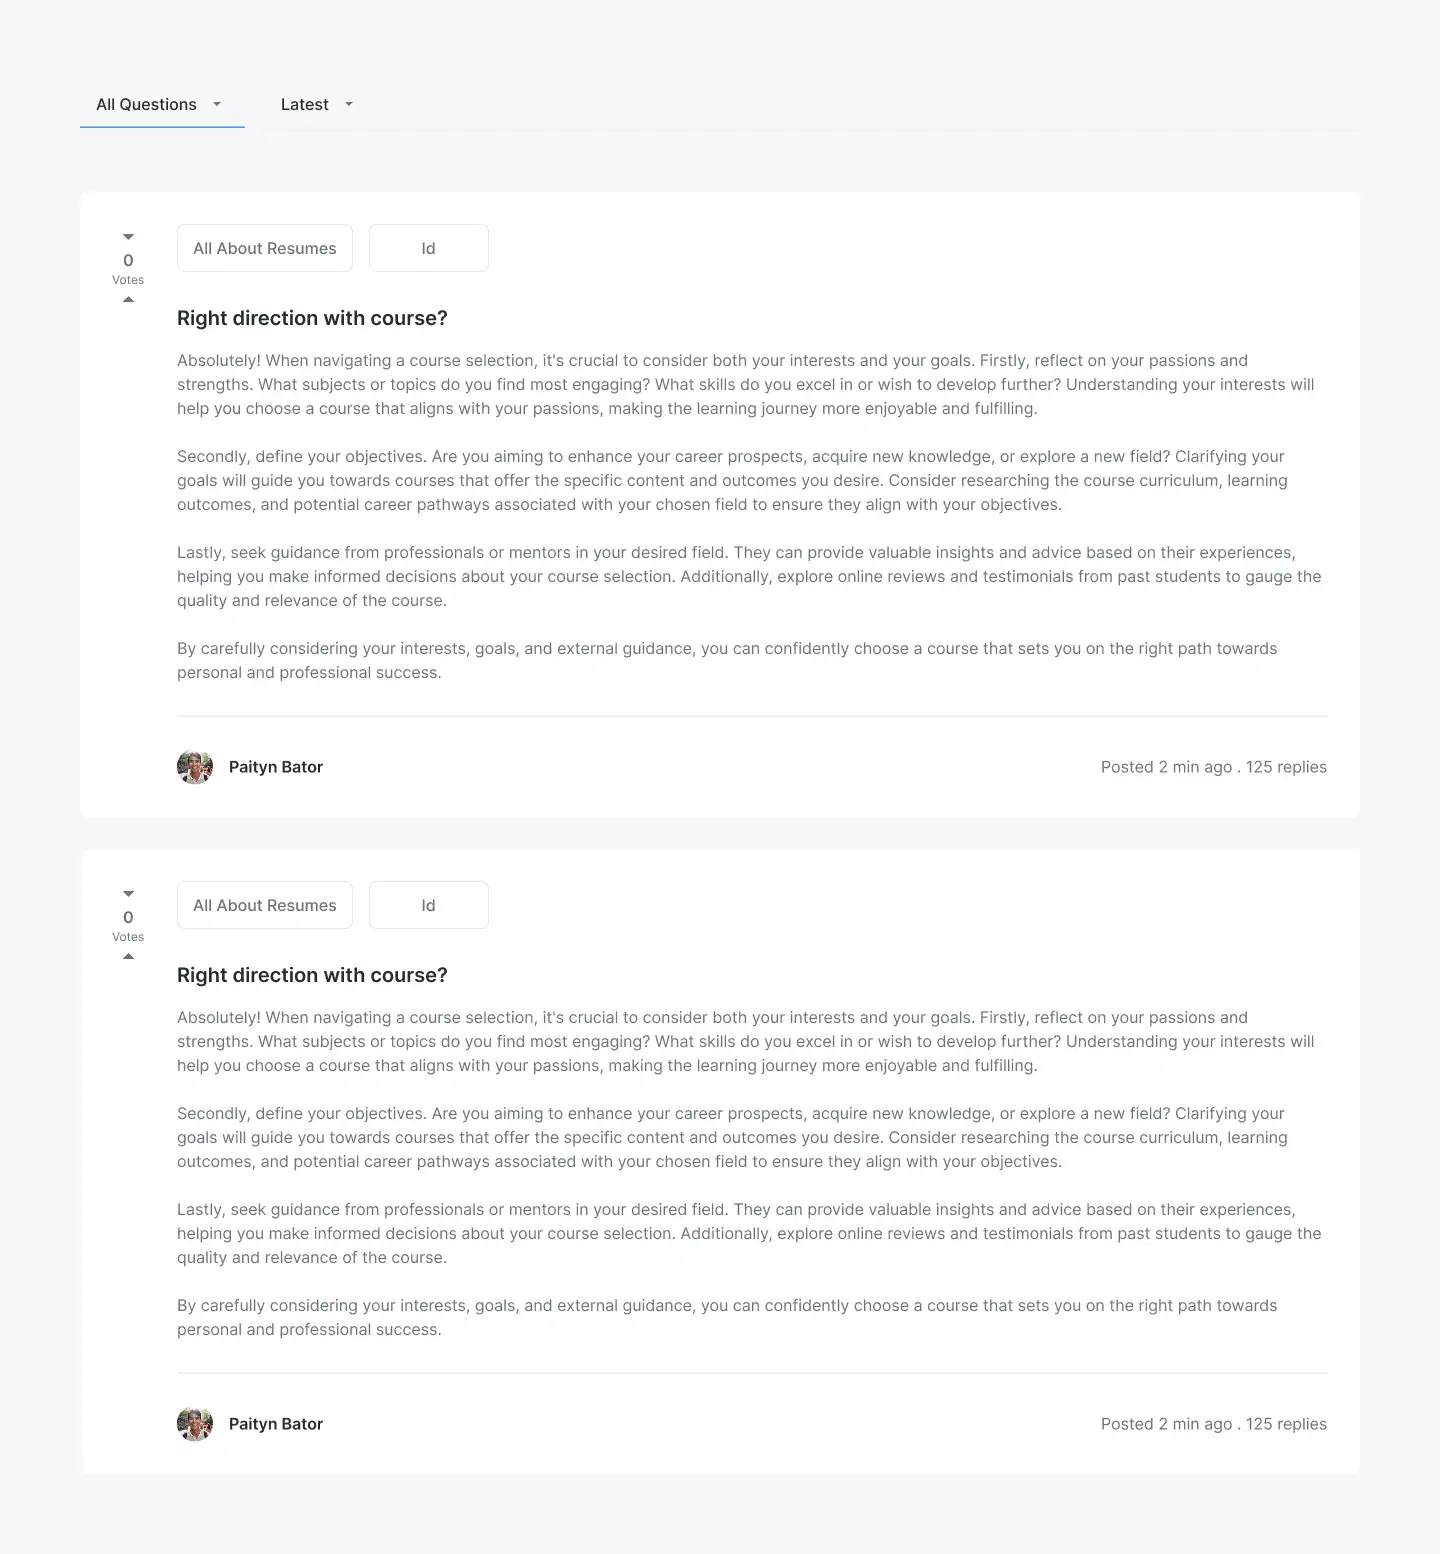 All Questions
Latest
0
Votes
All About Resumes
Id
Right direction with course?
Absolutely! When navigating a course selection, it's crucial to consider both your interests and your goals. Firstly, reflect on your passions and
strengths. What subjects or topics do you find most engaging? What skills do you excel in or wish to develop further? Understanding your interests will
help you choose a course that aligns with your passions, making the learning journey more enjoyable and fulfilling.
Secondly, define your objectives. Are you aiming to enhance your career prospects, acquire new knowledge, or explore a new field? Clarifying your
goals will guide you towards courses that offer the specific content and outcomes you desire. Consider researching the course curriculum, learning
outcomes, and potential career pathways associated with your chosen field to ensure they align with your objectives.
Lastly, seek guidance from professionals or mentors in your desired field. They can provide valuable insights and advice based on their experiences,
helping you make informed decisions about your course selection. Additionally, explore online reviews and testimonials from past students to gauge the
quality and relevance of the course.
By carefully considering your interests, goals, and external guidance, you can confidently choose a course that sets you on the right path towards
personal and professional success.
Paityn Bator
Posted 2 min ago . 125 replies
0
Votes
All About Resumes
Id
Right direction with course?
Absolutely! When navigating a course selection, it's crucial to consider both your interests and your goals. Firstly, reflect on your passions and
strengths. What subjects or topics do you find most engaging? What skills do you excel in or wish to develop further? Understanding your interests will
help you choose a course that aligns with your passions, making the learning journey more enjoyable and fulfilling.
Secondly, define your objectives. Are you aiming to enhance your career prospects, acquire new knowledge, or explore a new field? Clarifying your
goals will guide you towards courses that offer the specific content and outcomes you desire. Consider researching the course curriculum, learning
outcomes, and potential career pathways associated with your chosen field to ensure they align with your objectives.
Lastly, seek guidance from professionals or mentors in your desired field. They can provide valuable insights and advice based on their experiences,
helping you make informed decisions about your course selection. Additionally, explore online reviews and testimonials from past students to gauge the
quality and relevance of the course.
By carefully considering your interests, goals, and external guidance, you can confidently choose a course that sets you on the right path towards
personal and professional success.
Paityn Bator
Posted 2 min ago . 125 replies